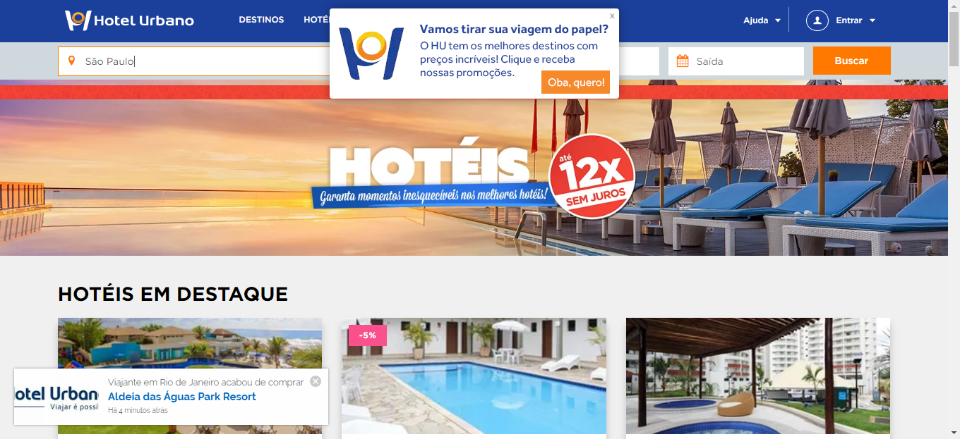 Hotel Urbano
DESTINOS
HOTÉ
Ajuda
Entrar
x
Vamos tirar sua viagem do papel?
O HU tem os melhores destinos com
preços incríveis! Clique e receba
nossas promoções.
Oba, quero!
São Paulo
Saída
Buscar
HOTÉIS
Garanta momentos inesquecíveis nos melhores hotéis!
até
12x
SEM JUROS
HOTÉIS EM DESTAQUE
-5%
otel Urban
Viajar é possí
Viajante em Rio de Janeiro acabou de comprar
Aldeia das Águas Park Resort
Há 4 minutos atras